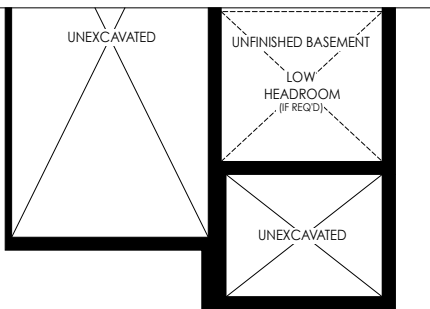 UNEXCAVATED
UNFINISHED BASEMENT
LOW
HEADROOM
(IF REQ'D)
UNEXCAVATED